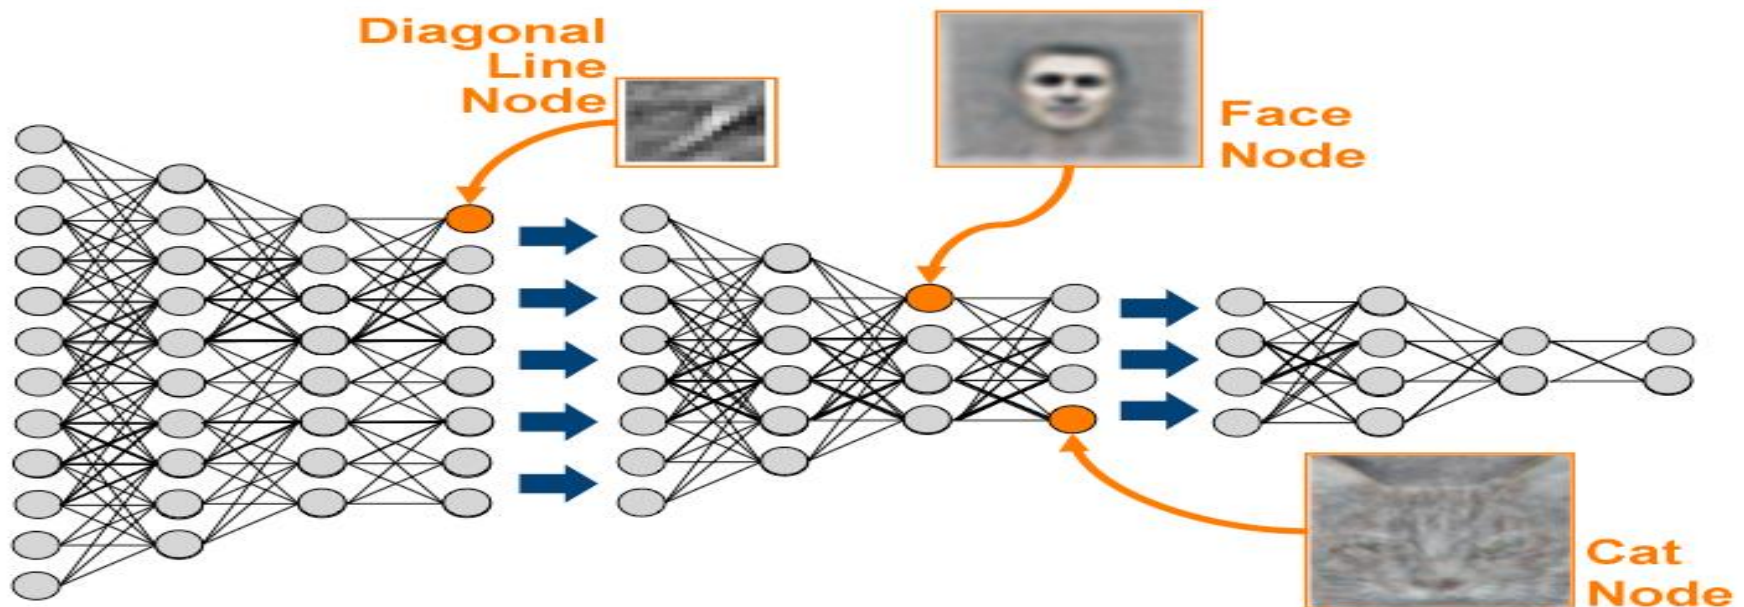 Diagonal
Line
Node
Face
Node
Cat
Node